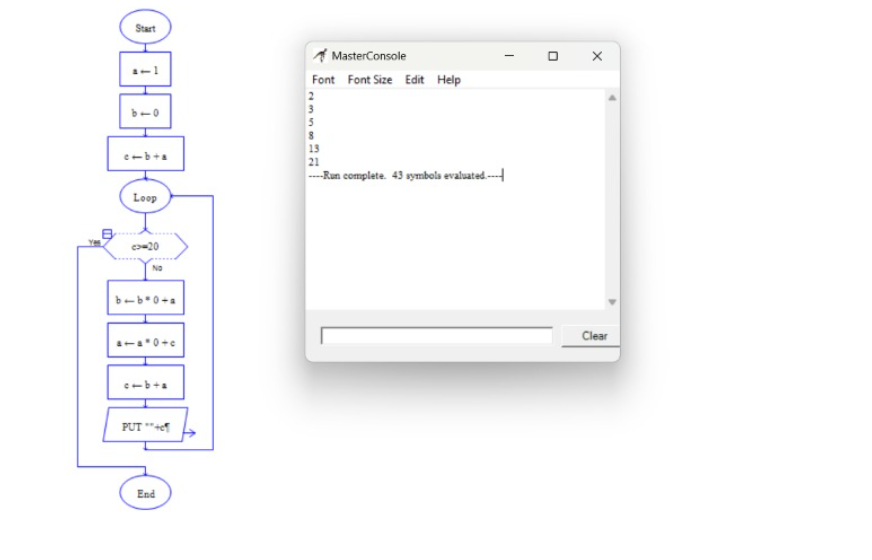 Start
a ← 1
b ← 0
c ← b + a
Loop
Yes
c>=20
No
b ← b * 0 + a
a ← a * 0 + c
c ← b + a
PUT ""+c¶
End
MasterConsole
Font Font Size Edit Help
2
3
5
8
13
21
----Run complete. 43 symbols evaluated.----
Clear